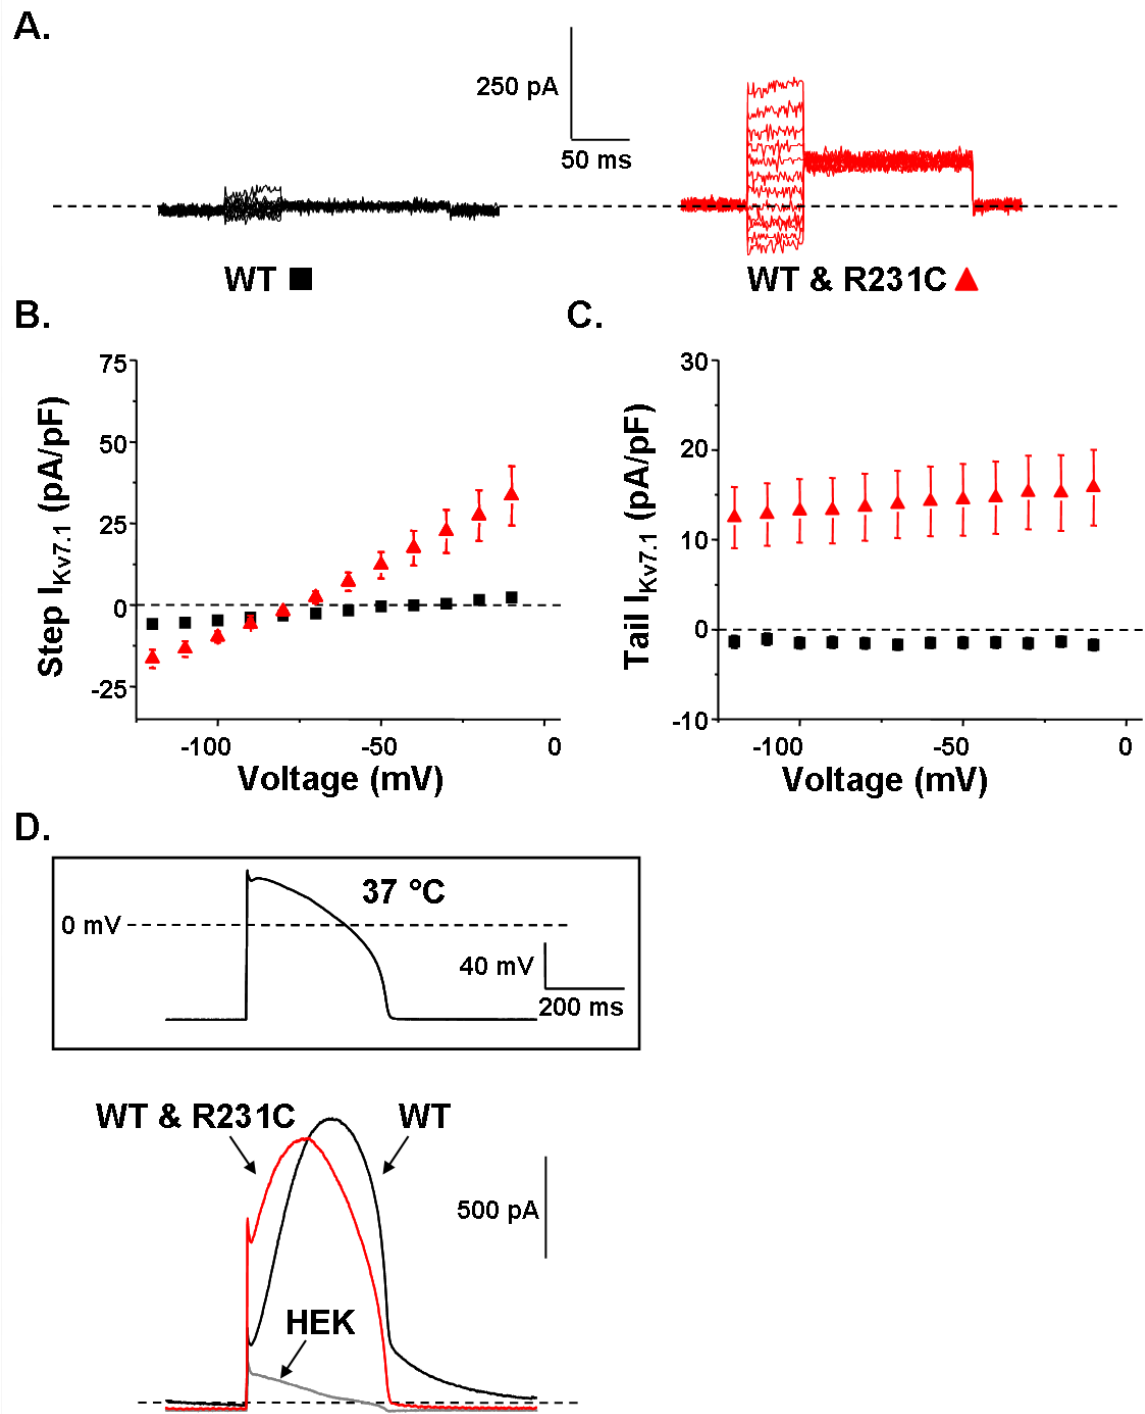 A.
250 pA
50 ms
WT ■
WT & R231C ▲
B.
C.
75
50
25
0
-25
Step I_Kv7.1 (pA/pF)
-100
-50
0
Voltage (mV)
30
20
10
0
-10
Tail I_Kv7.1 (pA/pF)
-100
-50
0
Voltage (mV)
D.
37 °C
0 mV
40 mV
200 ms
WT & R231C
WT
500 pA
HEK